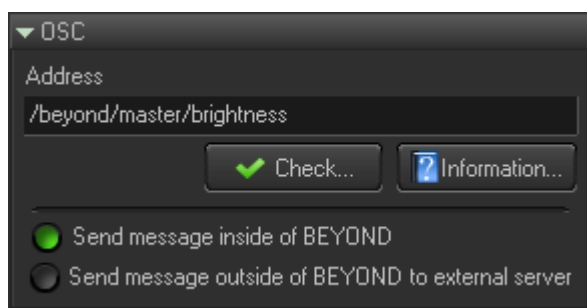 OSC
Address
/beyond/master/brightness
Check... Information...
Send message inside of BEYOND
Send message outside of BEYOND to external server